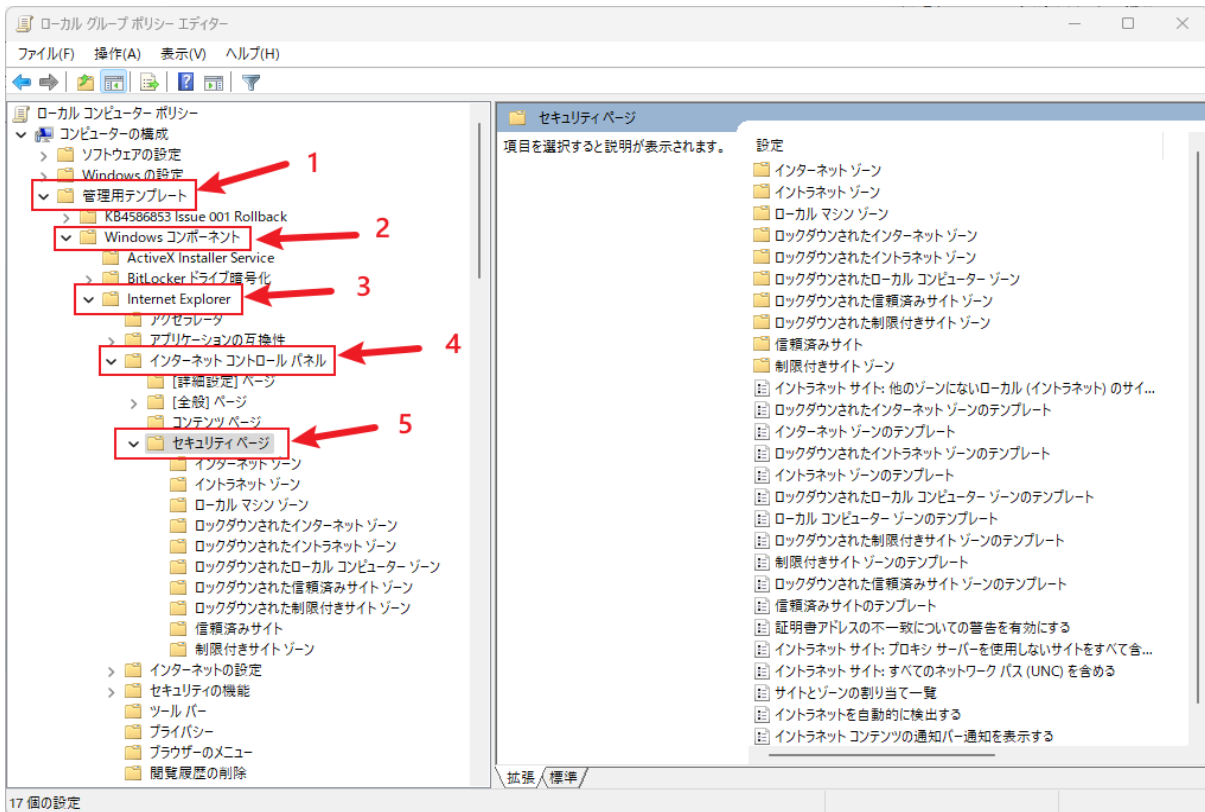 ローカル グループ ポリシー エディター
ファイル(F) 操作(A) 表示(V) ヘルプ(H)
ローカル コンピューター ポリシー
コンピューターの構成
ソフトウェアの設定
Windows の設定
1
管理用テンプレート
KB4586853 Issue 001 Rollback
Windows コンポーネント
2
ActiveX Installer Service
BitLocker ドライブ暗号化
Internet Explorer
3
アクセラレータ
アプリケーションの互換性
インターネット コントロール パネル
4
[詳細設定] ページ
[全般] ページ
コンテンツ ページ
セキュリティ ページ
5
インターネット ゾーン
イントラネット ゾーン
ローカル マシン ゾーン
ロックダウンされたインターネット ゾーン
ロックダウンされたイントラネット ゾーン
ロックダウンされたローカル コンピューター ゾーン
ロックダウンされた信頼済みサイト ゾーン
ロックダウンされた制限付きサイト ゾーン
信頼済みサイト
制限付きサイト ゾーン
インターネットの設定
セキュリティの機能
ツール バー
プライバシー
ブラウザーのメニュー
閲覧履歴の削除
セキュリティ ページ
項目を選択すると説明が表示されます。
設定
インターネット ゾーン
イントラネット ゾーン
ローカル マシン ゾーン
ロックダウンされたインターネット ゾーン
ロックダウンされたイントラネット ゾーン
ロックダウンされたローカル コンピューター ゾーン
ロックダウンされた信頼済みサイト ゾーン
ロックダウンされた制限付きサイト ゾーン
信頼済みサイト
制限付きサイト ゾーン
イントラネット サイト: 他のゾーンにないローカル (イントラネット) のサイ...
ロックダウンされたインターネット ゾーンのテンプレート
インターネット ゾーンのテンプレート
ロックダウンされたイントラネット ゾーンのテンプレート
イントラネット ゾーンのテンプレート
ロックダウンされたローカル コンピューター ゾーンのテンプレート
ローカル コンピューター ゾーンのテンプレート
ロックダウンされた制限付きサイト ゾーンのテンプレート
制限付きサイト ゾーンのテンプレート
ロックダウンされた信頼済みサイト ゾーンのテンプレート
信頼済みサイトのテンプレート
証明書アドレスの不一致についての警告を有効にする
イントラネット サイト: プロキシ サーバーを使用しないサイトをすべて含...
イントラネット サイト: すべてのネットワーク パス (UNC) を含める
サイトとゾーンの割り当て一覧
イントラネットを自動的に検出する
イントラネット コンテンツの通知バー通知を表示する
拡張 標準
17 個の設定